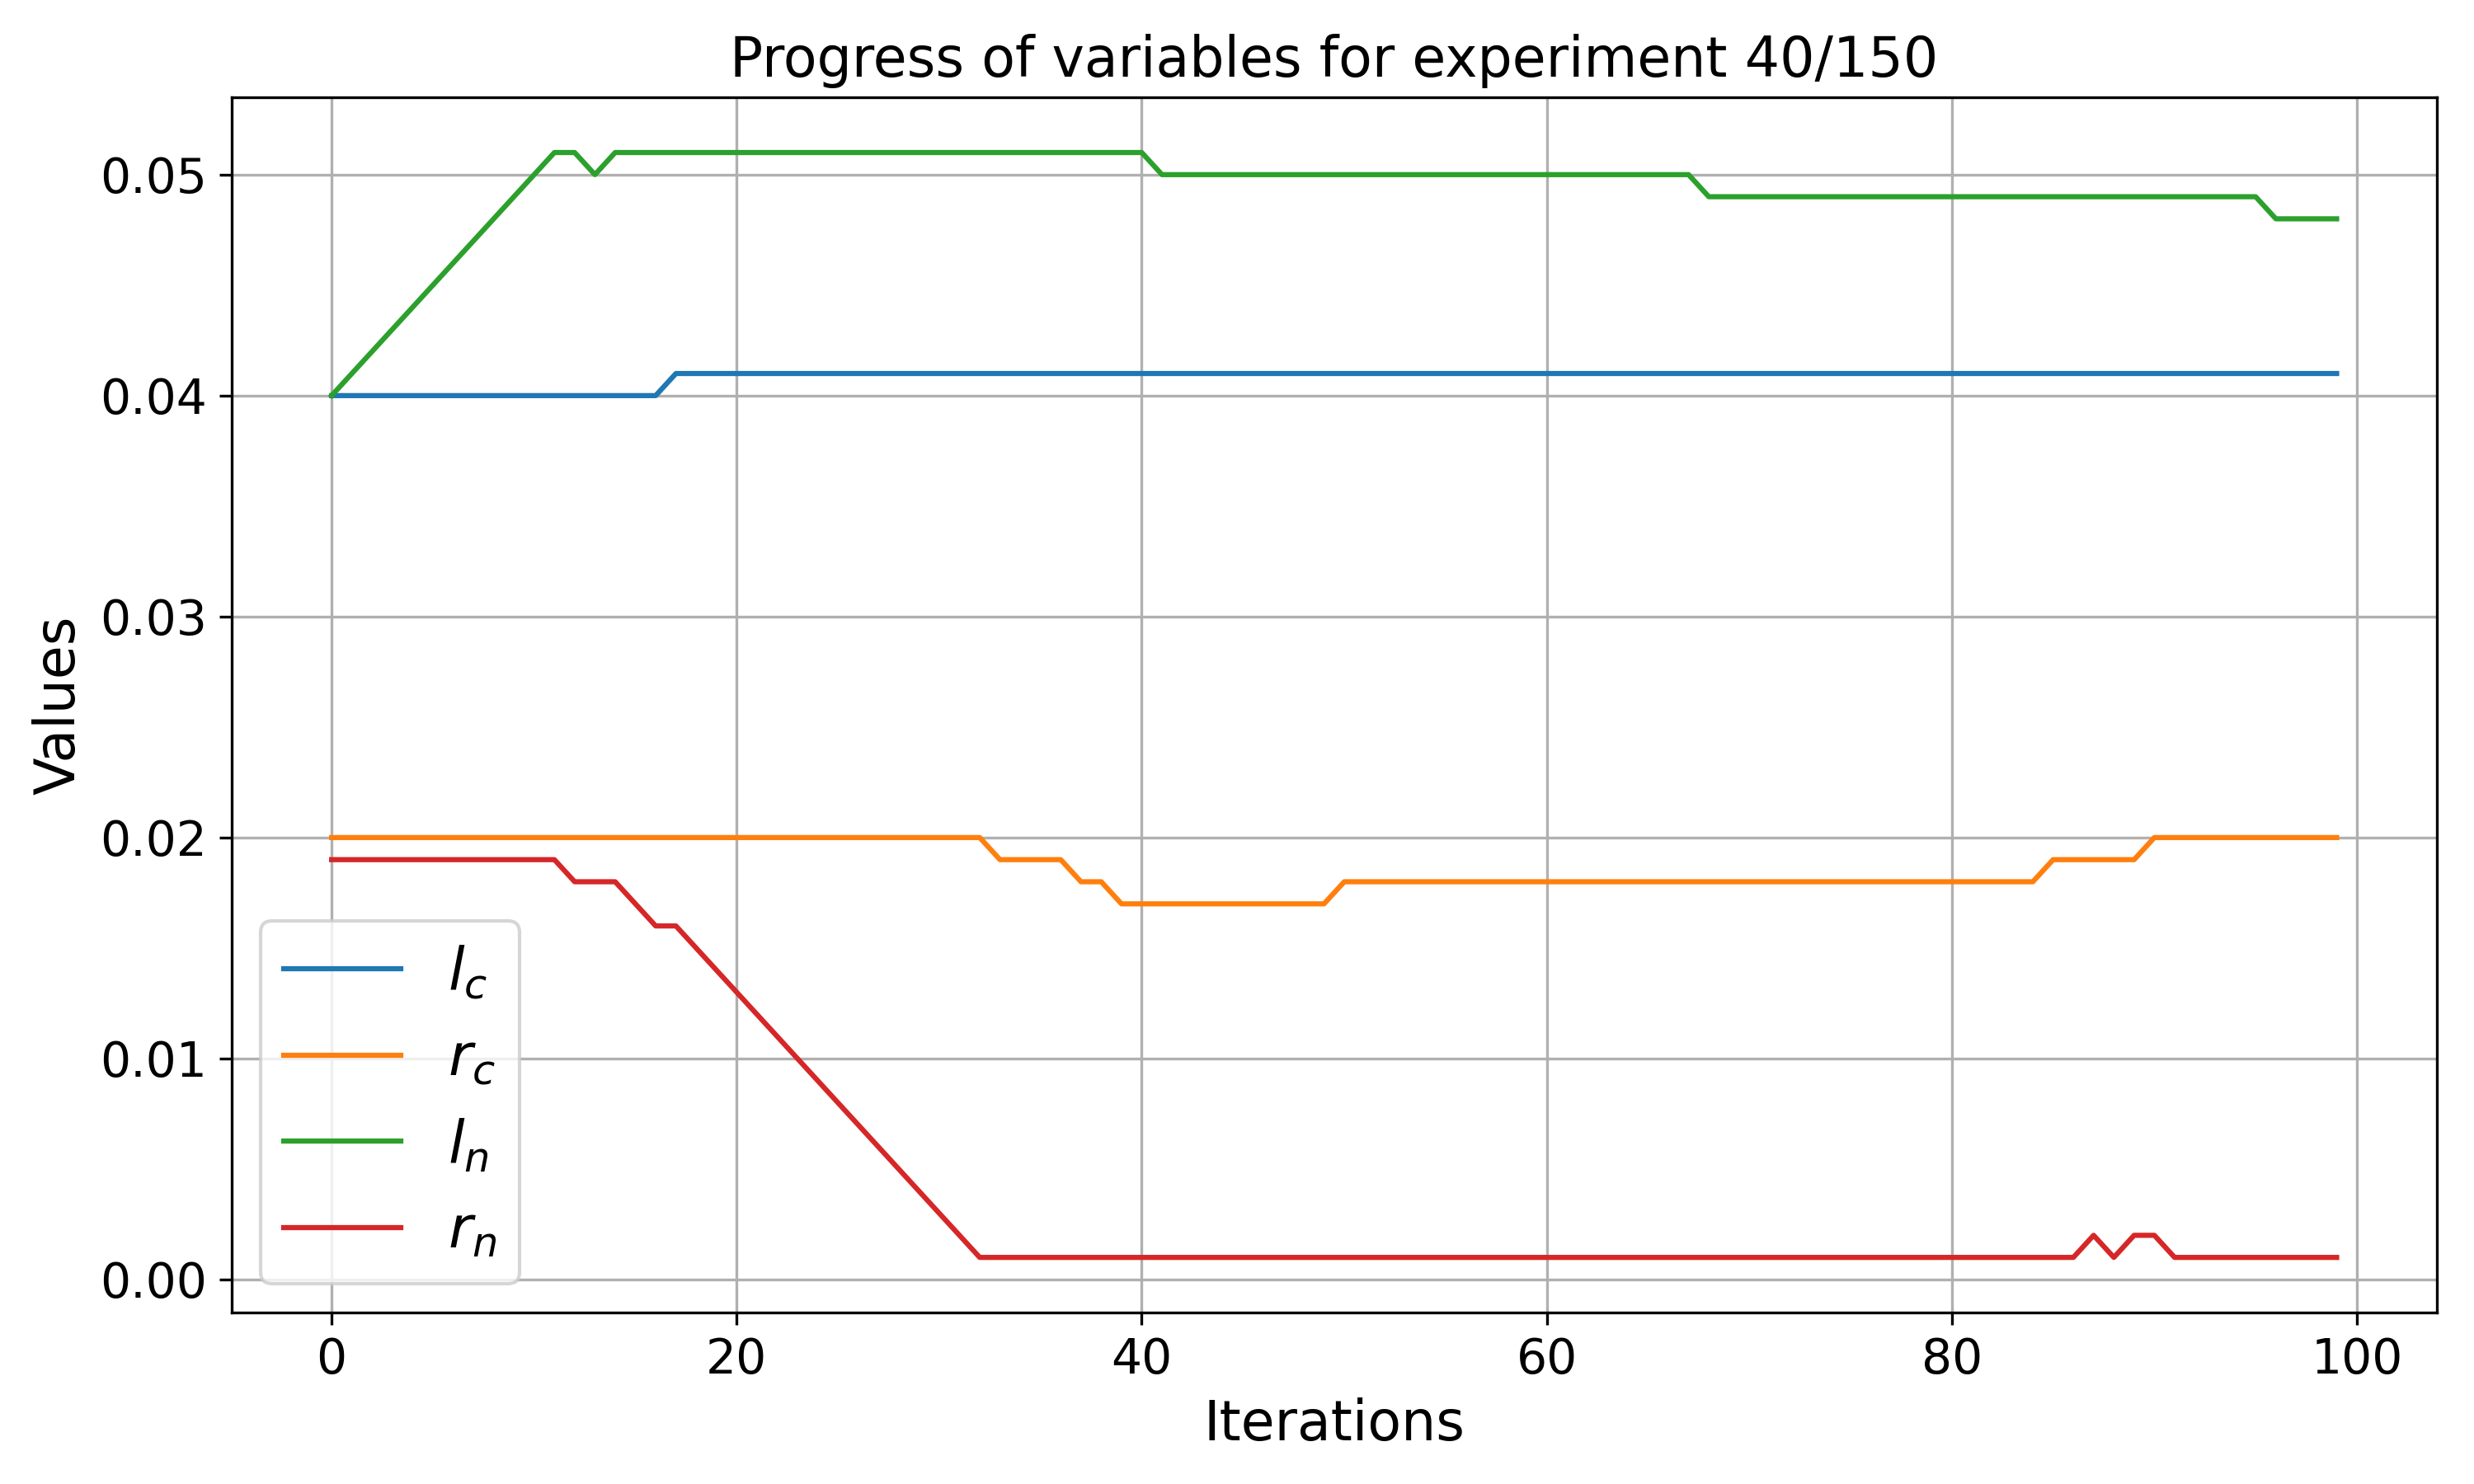 Progress of variables for experiment 40/150
Values
0.05
0.04
0.03
0.02
0.01
0.00
l_c
r_c
l_n
r_n
0 20 40 60 80 100
Iterations